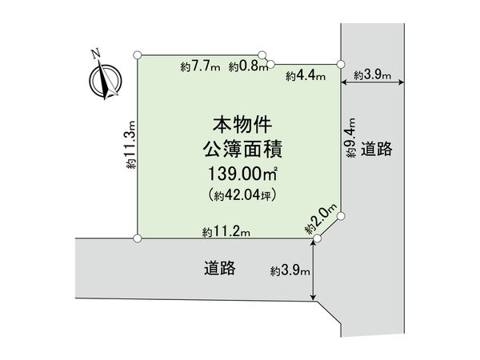 N
約7.7m
約0.8m
約4.4m
約3.9m
約11.3m
本物件
公簿面積
139.00㎡
(約42.04坪)
約9.4m
道路
約2.0m
約11.2m
道路
約3.9m